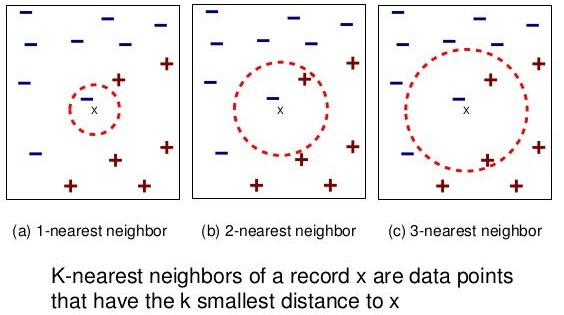 X
X
X
(a) 1-nearest neighbor
(b) 2-nearest neighbor
(c) 3-nearest neighbor
K-nearest neighbors of a record x are data points
that have the k smallest distance to x